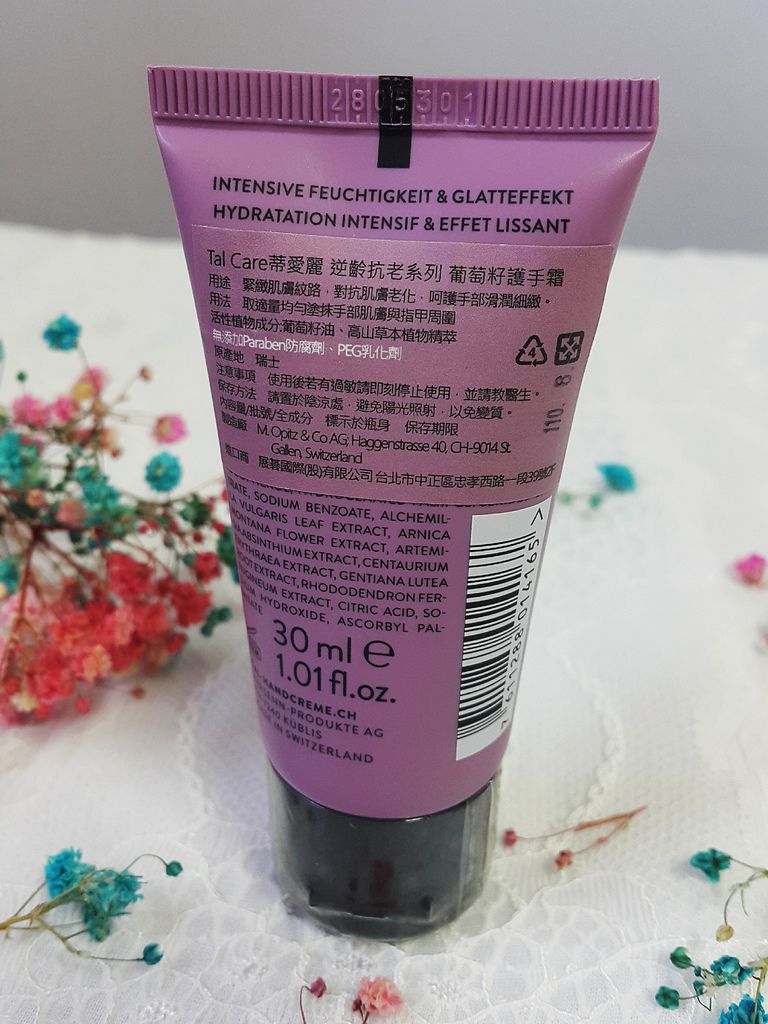 2805301
INTENSIVE FEUCHTIGKEIT & GLATTEFFEKT
HYDRATATION INTENSIF & EFFET LISSANT
Tal Care蒂愛麗 逆齡抗老系列 葡萄籽護手霜
用途 緊緻肌膚紋路，對抗肌膚老化，呵護手部滑潤細緻。
用法 取適量均勻塗抹手部肌膚與指甲周圍
活性植物成分:葡萄籽油、高山草本植物精萃
無添加Paraben防腐劑、PEG乳化劑
原產地 瑞士
注意事項 使用後若有過敏請即刻停止使用，並請教醫生。
保存方法 請置於陰涼處，避免陽光照射，以免變質。
內容量/批號/全成分 標示於瓶身 保存期限
110. 8.
製造廠 M. Opitz & Co AG, Haggenstrasse 40, CH-9014 St.
Gallen, Switzerland
進口商 展碁國際(股)有限公司 台北市中正區忠孝西路一段39號
RATE, SODIUM BENZOATE, ALCHEMIL-
LA VULGARIS LEAF EXTRACT, ARNICA
MONTANA FLOWER EXTRACT, ARTEMI-
ABSINTHIUM EXTRACT, CENTAURIUM
ERYTHRAEA EXTRACT, GENTIANA LUTEA
ROOT EXTRACT, RHODODENDRON FER-
RUGINEUM EXTRACT, CITRIC ACID, SO-
DIUM HYDROXIDE, ASCORBYL PAL-
MITATE
30 ml e
1.01 fl.oz.
-HANDCREME.CH
-PRODUKTE AG
7240 KÜBLIS
MADE IN SWITZERLAND
7 611288 014165 >